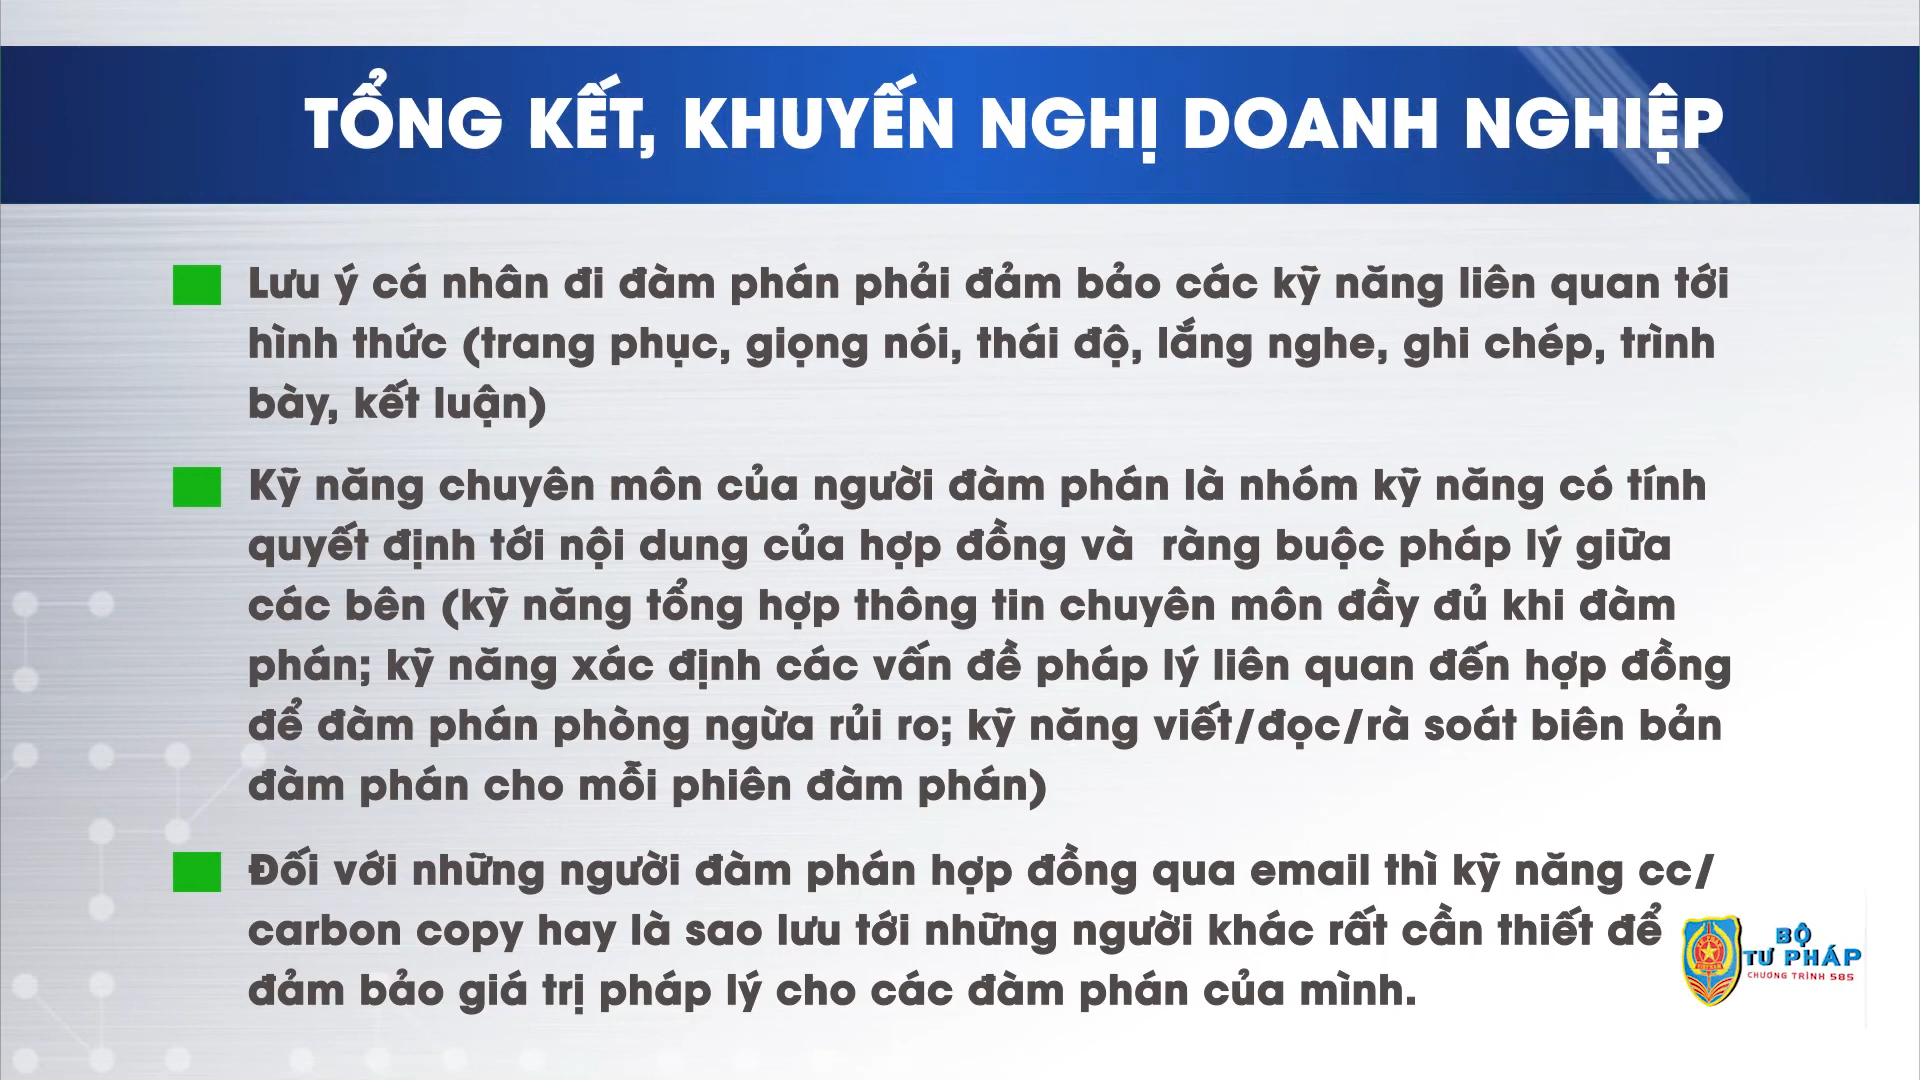 TỔNG KẾT, KHUYẾN NGHỊ DOANH NGHIỆP
Lưu ý cá nhân đi đàm phán phải đảm bảo các kỹ năng liên quan tới
hình thức (trang phục, giọng nói, thái độ, lắng nghe, ghi chép, trình
bày, kết luận)
Kỹ năng chuyên môn của người đàm phán là nhóm kỹ năng có tính
quyết định tới nội dung của hợp đồng và  ràng buộc pháp lý giữa
các bên (kỹ năng tổng hợp thông tin chuyên môn đầy đủ khi đàm
phán; kỹ năng xác định các vấn đề pháp lý liên quan đến hợp đồng
để đàm phán phòng ngừa rủi ro; kỹ năng viết/đọc/rà soát biên bản
đàm phán cho mỗi phiên đàm phán)
Đối với những người đàm phán hợp đồng qua email thì kỹ năng cc/
carbon copy hay là sao lưu tới những người khác rất cần thiết để
đảm bảo giá trị pháp lý cho các đàm phán của mình.
BỘ
TƯ PHÁP
CHƯƠNG TRÌNH 585